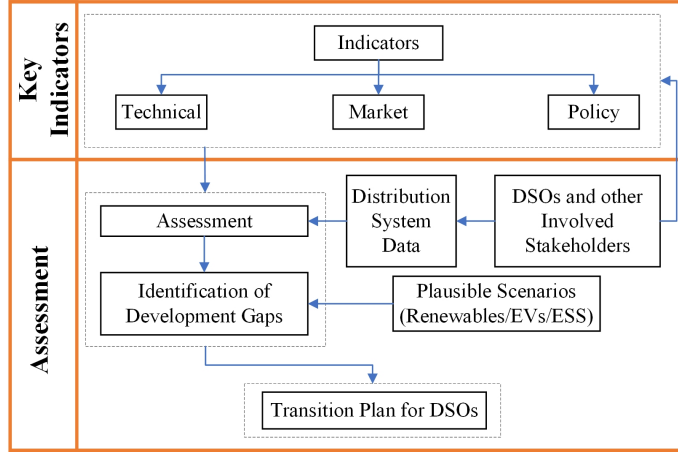 Key
Indicators
Indicators
Technical
Market
Policy
Assessment
Assessment
Distribution
System
Data
DSOs and other
Involved
Stakeholders
Identification of
Development Gaps
Plausible Scenarios
(Renewables/EVs/ESS)
Transition Plan for DSOs